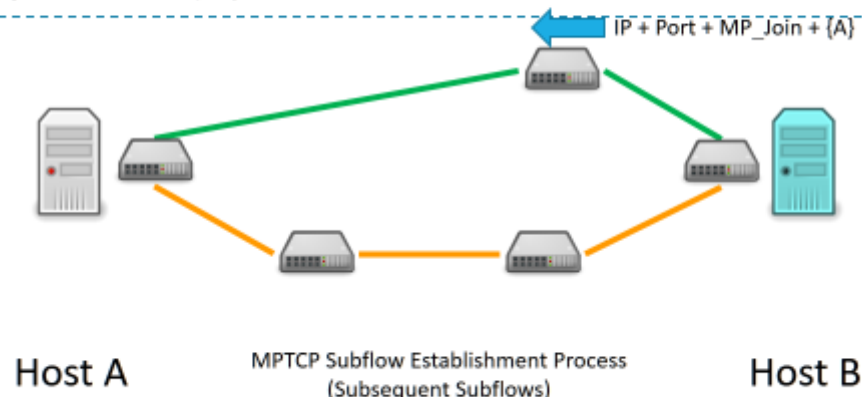 IP + Port + MP_Join + {A}
Host A
MPTCP Subflow Establishment Process
(Subsequent Subflows)
Host B